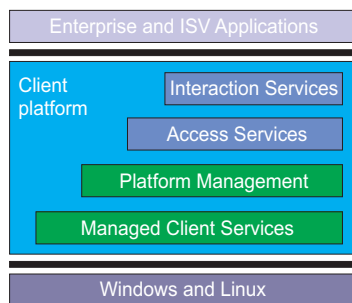 Enterprise and ISV Applications
Client
platform
Interaction Services
Access Services
Platform Management
Managed Client Services
Windows and Linux